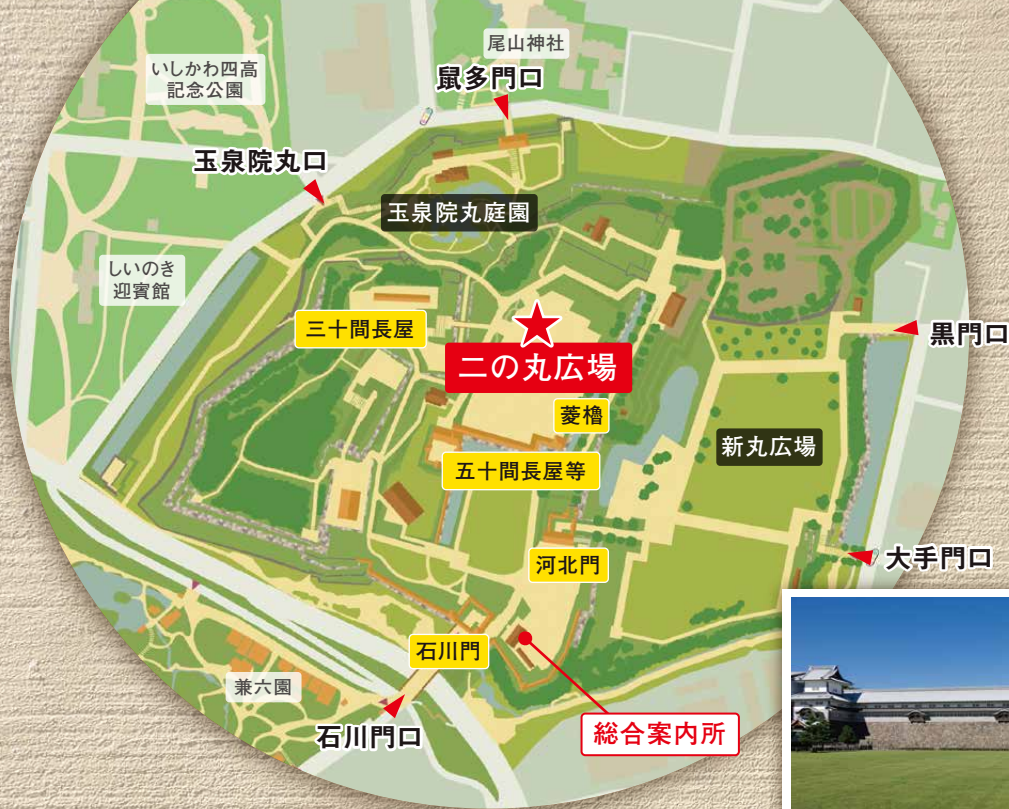 尾山神社
いしかわ四高
記念公園
鼠多門口
玉泉院丸口
玉泉院丸庭園
しいのき
迎賓館
三十間長屋
二の丸広場
黒門口
菱櫓
新丸広場
五十間長屋等
河北門
大手門口
石川門
兼六園
石川門口
総合案内所